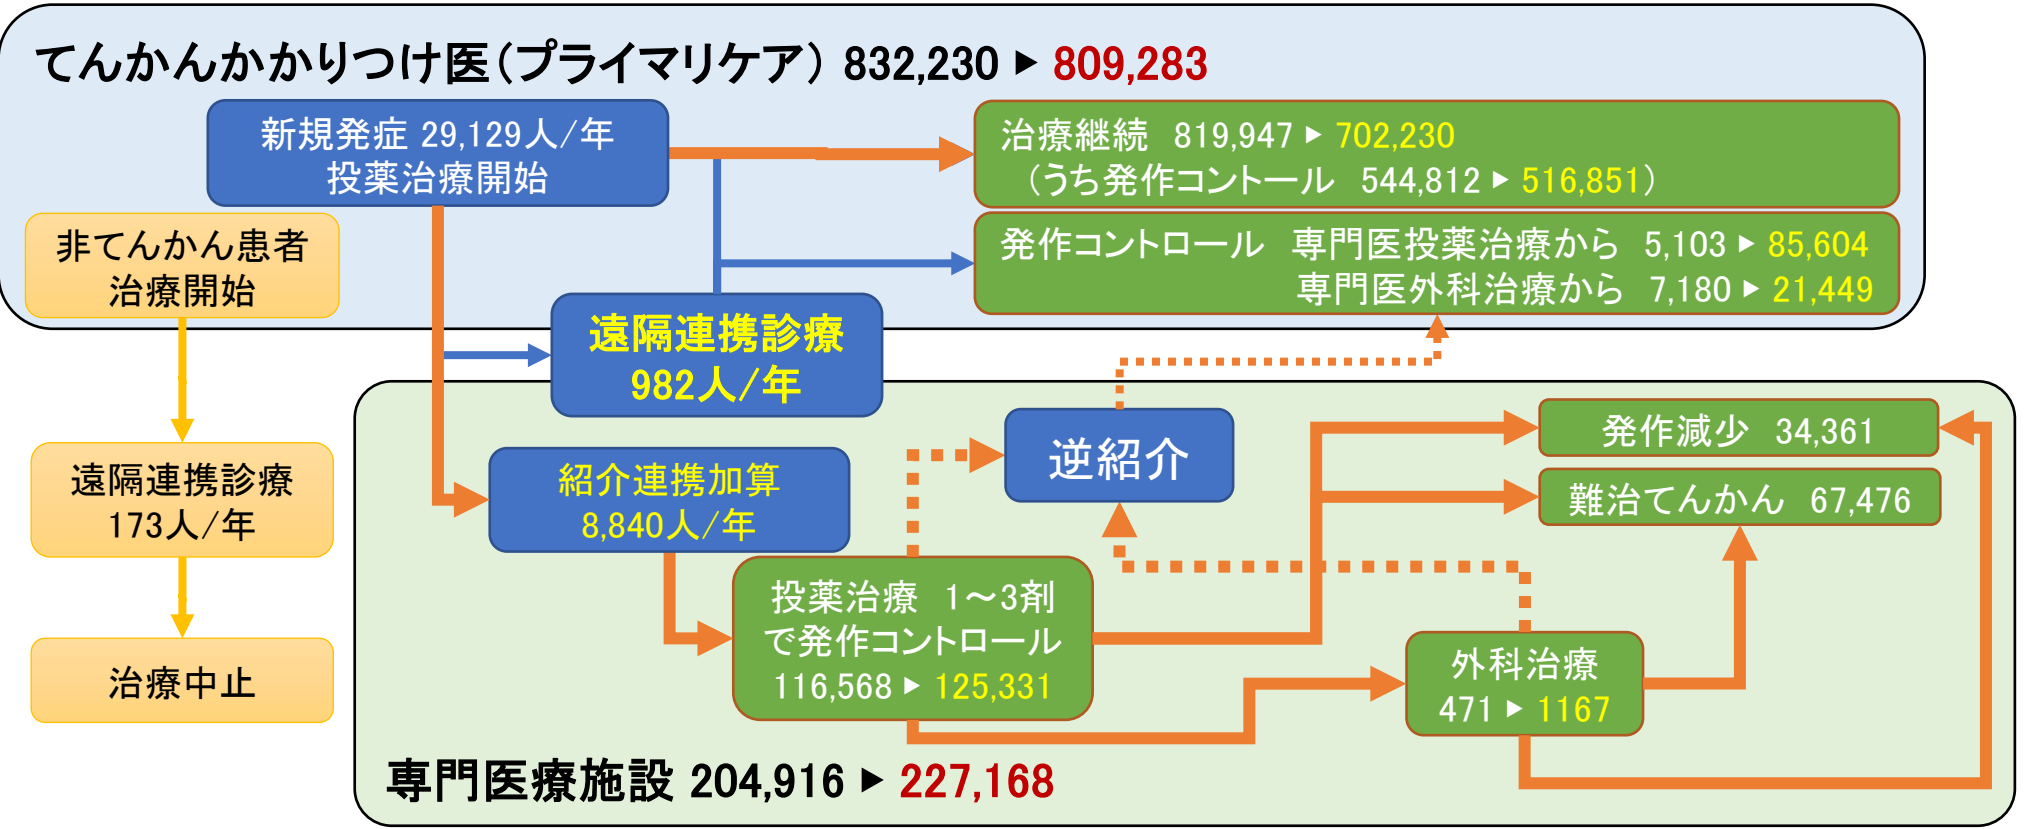 てんかんかかりつけ医（プライマリケア） 832,230 ▶ 809,283
新規発症 29,129人/年
投薬治療開始
治療継続 819,947 ▶ 702,230
（うち発作コントール 544,812 ▶ 516,851）
発作コントロール 専門医投薬治療から 5,103 ▶ 85,604
専門医外科治療から 7,180 ▶ 21,449
非てんかん患者
治療開始
遠隔連携診療
982人/年
遠隔連携診療
173人/年
治療中止
紹介連携加算
8,840人/年
逆紹介
発作減少 34,361
難治てんかん 67,476
投薬治療 1～3剤
で発作コントロール
116,568 ▶ 125,331
外科治療
471 ▶ 1167
専門医療施設 204,916 ▶ 227,168